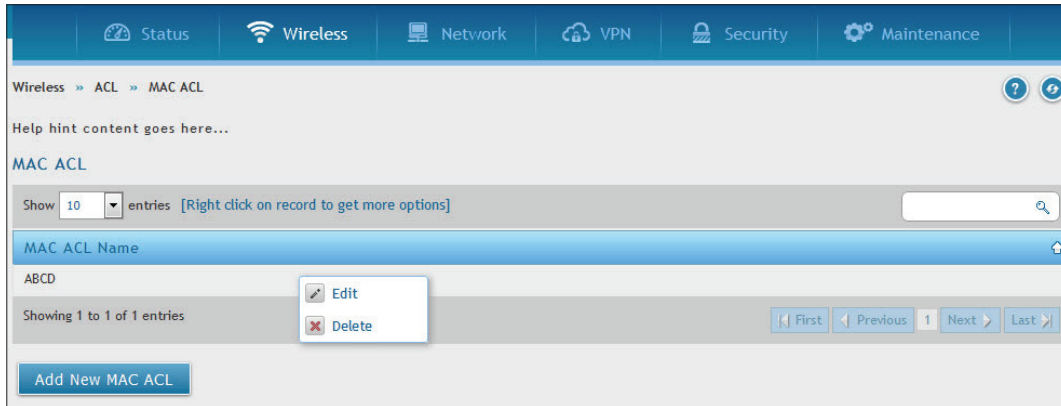 Status Wireless Network VPN Security Maintenance
Wireless » ACL » MAC ACL
Help hint content goes here...
MAC ACL
Show 10 entries [Right click on record to get more options]
MAC ACL Name
ABCD
Edit
Showing 1 to 1 of 1 entries First Previous 1 Next Last
Delete
Add New MAC ACL